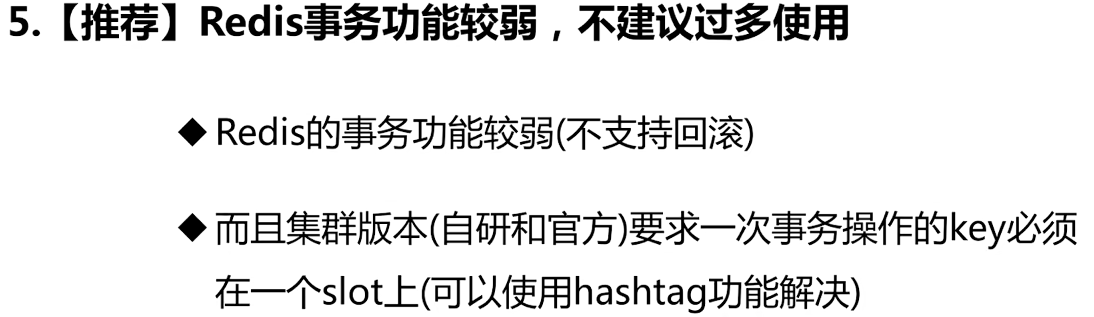 5.【推荐】Redis事务功能较弱，不建议过多使用
◆ Redis的事务功能较弱(不支持回滚)
◆ 而且集群版本(自研和官方)要求一次事务操作的key必须
在一个slot上(可以使用hashtag功能解决)